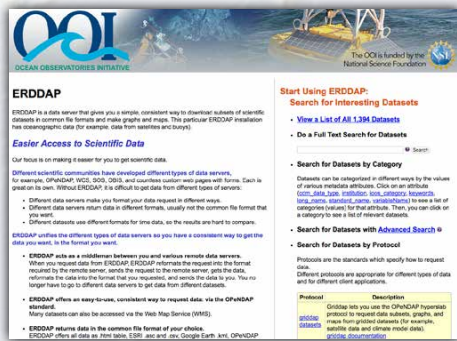 OOI
OCEAN OBSERVATORIES INITIATIVE
The OOI is funded by the
National Science Foundation
NSF
ERDDAP
ERDDAP is a data server that gives you a simple, consistent way to download subsets of scientific
datasets in common file formats and make graphs and maps. This particular ERDDAP installation
has oceanographic data (for example: data from satellites and buoys).
Easier Access to Scientific Data
Our focus is on making it easier for you to get scientific data.
Different scientific communities have developed different types of data servers,
for example, OPeNDAP, WCS, SOS, OBIS, and countless custom web pages with forms. Each is
great on its own. Without ERDDAP, it is difficult to get data from different types of servers:
• Different data servers make you format your data request in different ways.
• Different data servers return data in different formats, usually not the common file format that
you want.
• Different datasets use different formats for time data, so the results are hard to compare.
ERDDAP unifies the different types of data servers so you have a consistent way to get the
data you want, in the format you want.
• ERDDAP acts as a middleman between you and various remote data servers.
When you request data from ERDDAP, ERDDAP reformats the request into the format
required by the remote server, sends the request to the remote server, gets the data,
reformats the data into the format that you requested, and sends the data to you. You no
longer have to go to different data servers to get data from different datasets.
• ERDDAP offers an easy-to-use, consistent way to request data: via the OPeNDAP
standard.
Many datasets can also be accessed via the Web Map Service (WMS).
• ERDDAP returns data in the common file format of your choice.
ERDDAP offers all data as .html table, ESRI .asc and .csv, Google Earth .kml, OPeNDAP
Start Using ERDDAP:
Search for Interesting Datasets
• View a List of All 1,394 Datasets
• Do a Full Text Search for Datasets
Search
• Search for Datasets by Category
Datasets can be categorized in different ways by the values
of various metadata attributes. Click on an attribute
(cdm_data_type, institution, ioos_category, keywords,
long_name, standard_name, variableName) to see a list of
categories (values) for that attribute. Then, you can click on
a category to see a list of relevant datasets.
• Search for Datasets with Advanced Search
• Search for Datasets by Protocol
Protocols are the standards which specify how to request
data.
Different protocols are appropriate for different types of data
and for different client applications.
Protocol Description
griddap datasets
Griddap lets you use the OPeNDAP hyperslab
protocol to request data subsets, graphs, and
maps from gridded datasets (for example,
satellite data and climate model data).
griddap documentation